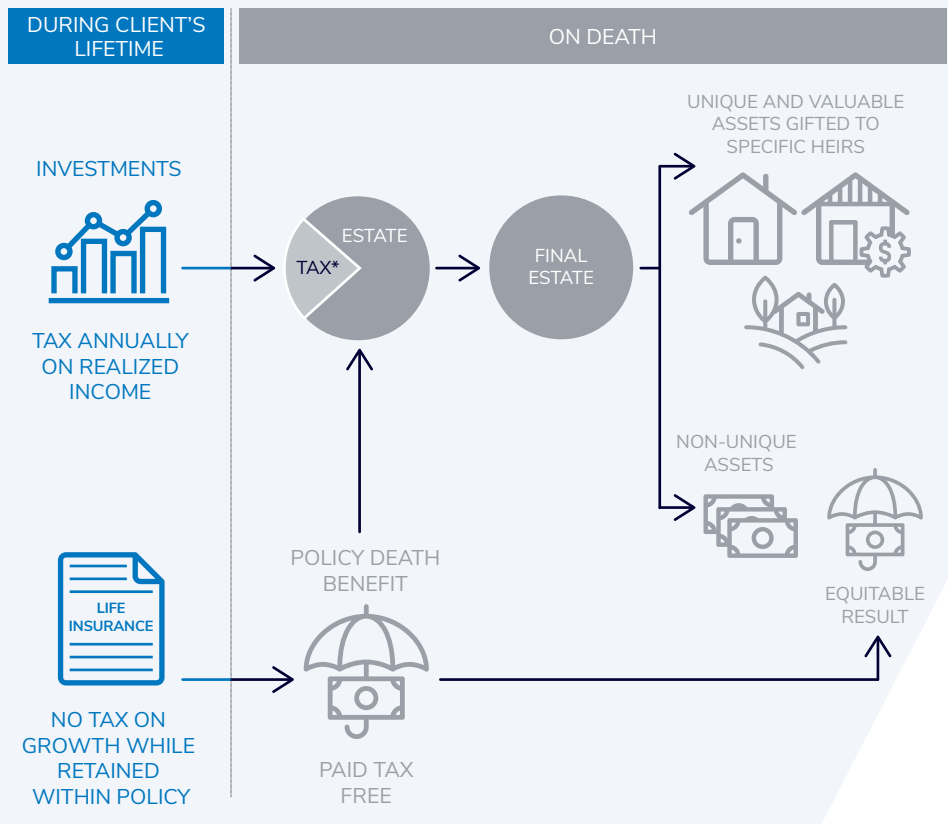 DURING CLIENT'S
LIFETIME
ON DEATH
INVESTMENTS
TAX ANNUALLY
ON REALIZED
INCOME
ESTATE
TAX*
FINAL
ESTATE
UNIQUE AND VALUABLE
ASSETS GIFTED TO
SPECIFIC HEIRS
$
NON-UNIQUE
ASSETS
EQUITABLE
RESULT
LIFE
INSURANCE
NO TAX ON
GROWTH WHILE
RETAINED
WITHIN POLICY
POLICY DEATH
BENEFIT
PAID TAX
FREE